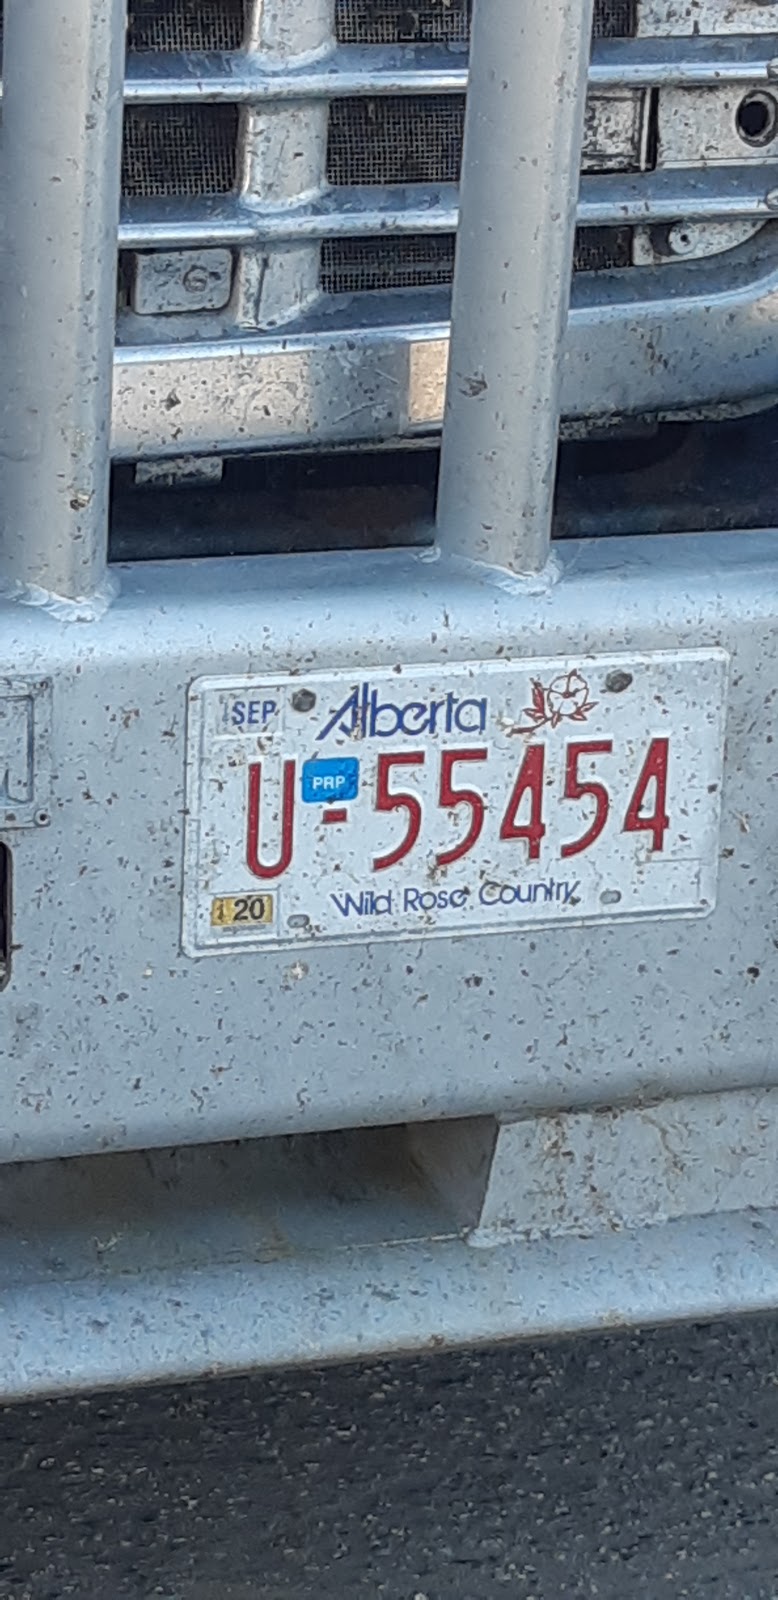 SEP Alberta
PRP
U-55454
20 Wild Rose Country